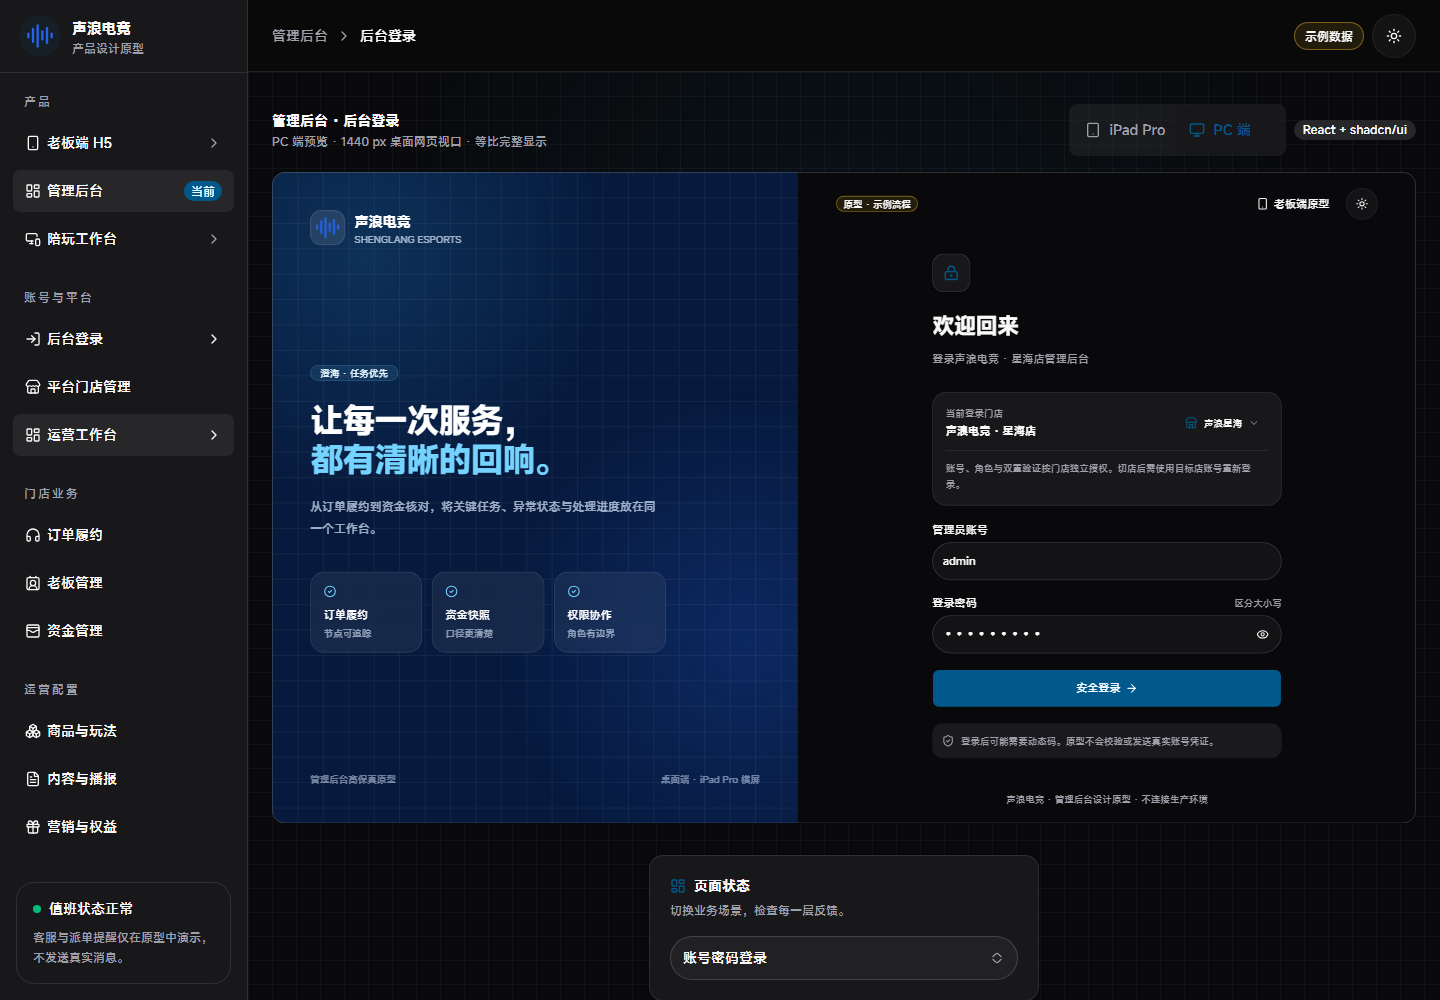 声浪电竞
产品设计原型
产品
老板端 H5
管理后台
当前
陪玩工作台
账号与平台
后台登录
平台门店管理
运营工作台
门店业务
订单履约
老板管理
资金管理
运营配置
商品与玩法
内容与播报
营销与权益
值班状态正常
客服与派单提醒仅在原型中演示，
不发送真实消息。
管理后台
后台登录
示例数据
管理后台 · 后台登录
PC 端预览 · 1440 px 桌面网页视口 · 等比完整显示
iPad Pro
PC 端
React + shadcn/ui
声浪电竞
SHENGLANG ESPORTS
澄海 · 任务优先
让每一次服务，
都有清晰的回响。
从订单履约到资金核对，将关键任务、异常状态与处理进度放在同
一个工作台。
订单履约
节点可追踪
资金快照
口径更清楚
权限协作
角色有边界
管理后台高保真原型
桌面端 · iPad Pro 横屏
原型 · 示例流程
老板端原型
欢迎回来
登录声浪电竞 · 星海店管理后台
当前登录门店
声浪电竞 · 星海店
声浪星海
账号、角色与双重验证按门店独立授权。切店后需使用目标店账号重新登
录。
管理员账号
admin
登录密码
区分大小写
•••••••••
安全登录
登录后可能需要动态码。原型不会校验或发送真实账号凭证。
声浪电竞 · 管理后台设计原型 · 不连接生产环境
页面状态
切换业务场景，检查每一层反馈。
账号密码登录